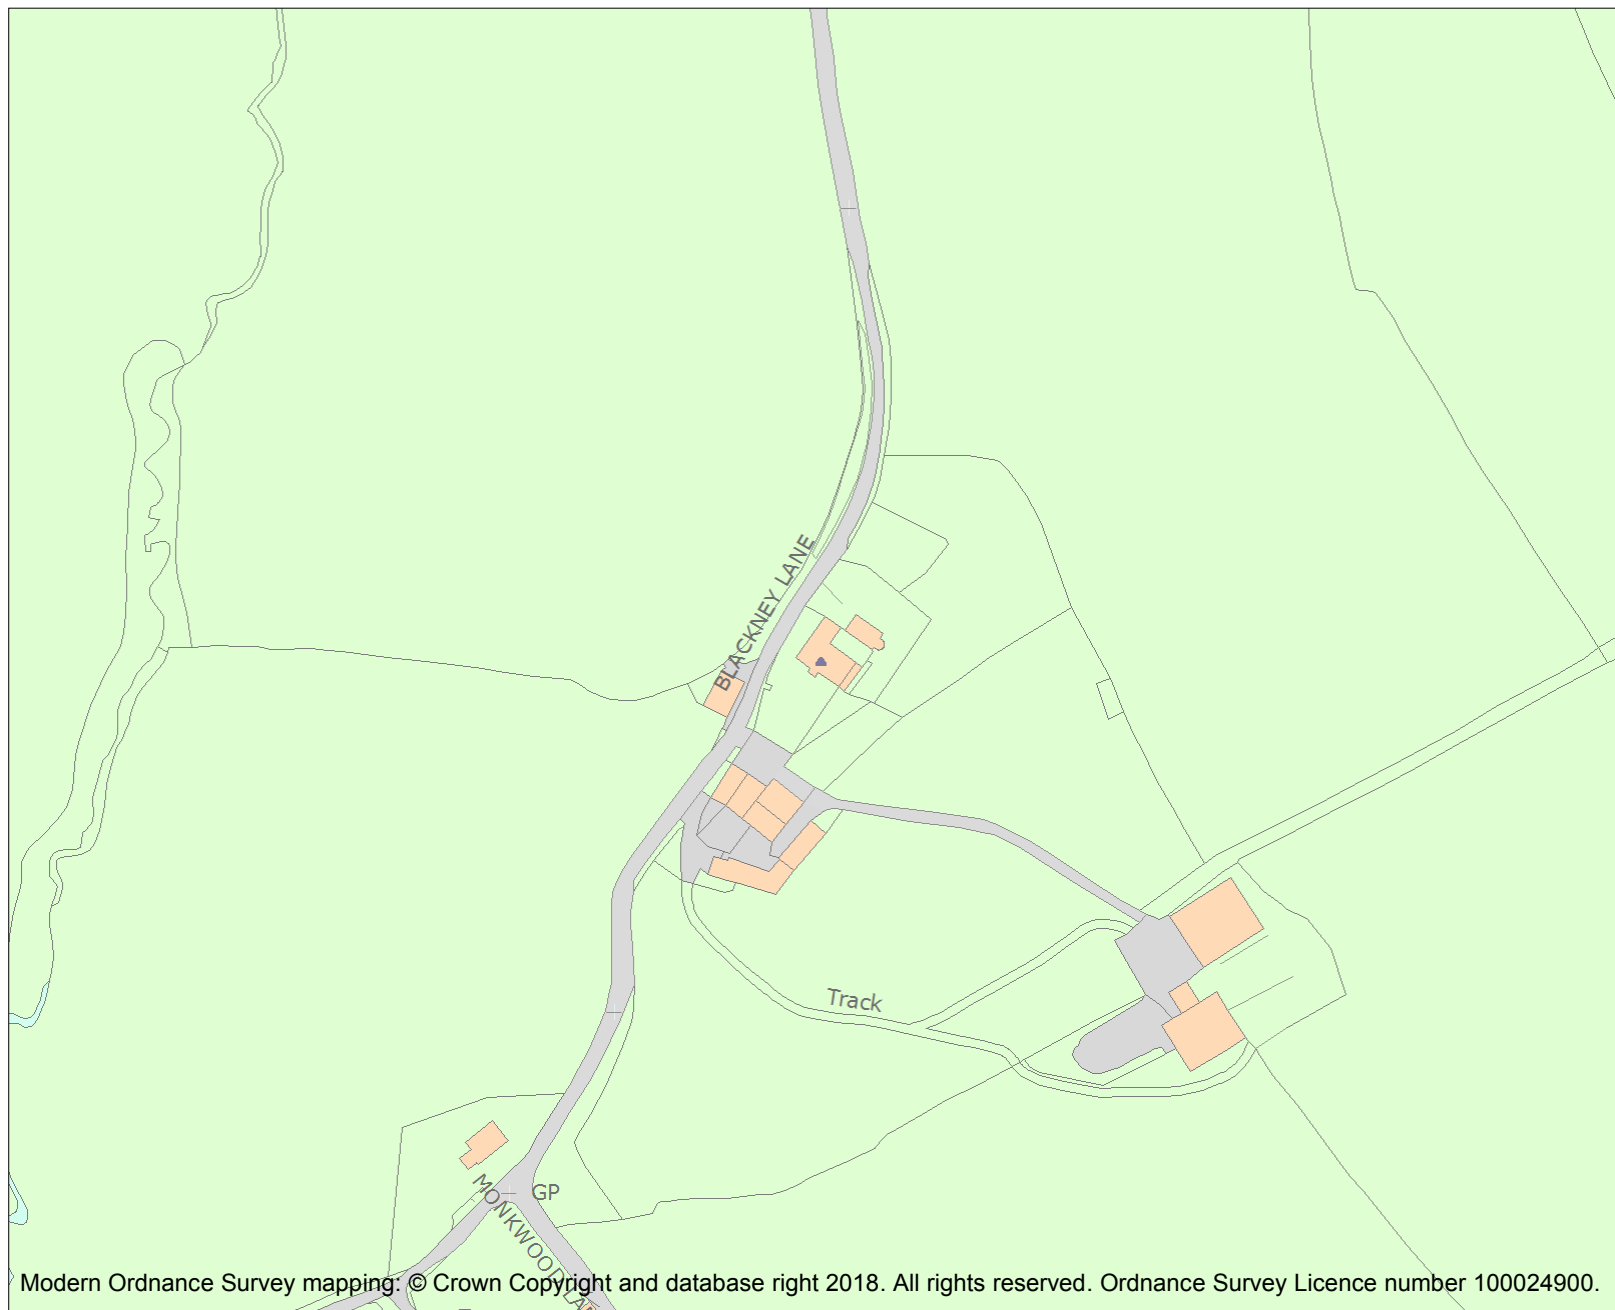 BLACKNEY LANE
Track
GP
MONKWOOD LANE
Modern Ordnance Survey mapping: © Crown Copyright and database right 2018. All rights reserved. Ordnance Survey Licence number 100024900.